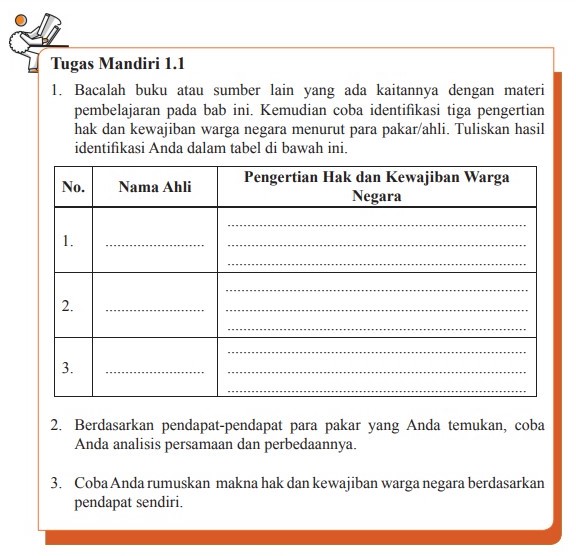 Tugas Mandiri 1.1
1. Bacalah buku atau sumber lain yang ada kaitannya dengan materi
pembelajaran pada bab ini. Kemudian coba identifikasi tiga pengertian
hak dan kewajiban warga negara menurut para pakar/ahli. Tuliskan hasil
identifikasi Anda dalam tabel di bawah ini.
No. Nama Ahli Pengertian Hak dan Kewajiban Warga
Negara
1.
2.
3.
2. Berdasarkan pendapat-pendapat para pakar yang Anda temukan, coba
Anda analisis persamaan dan perbedaannya.
3. Coba Anda rumuskan makna hak dan kewajiban warga negara berdasarkan
pendapat sendiri.